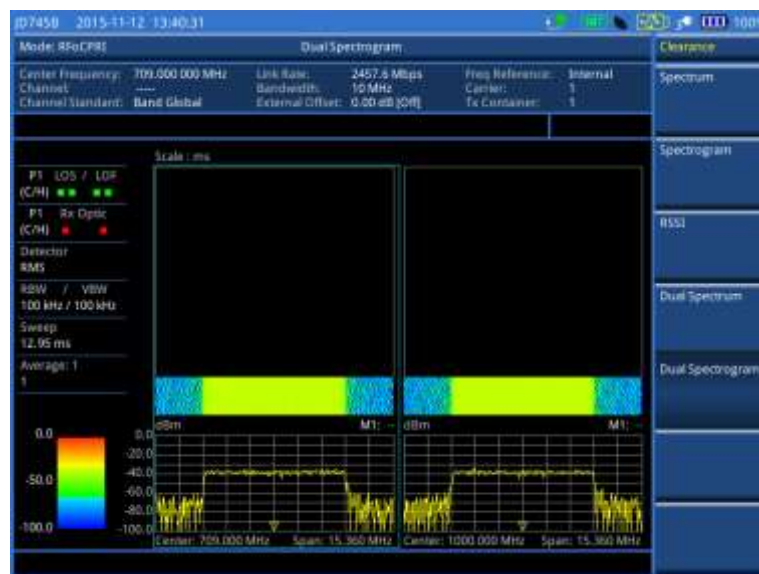 JD745B 2015-11-12 13:40:31
100%
Mode: RFoCPRI Dual Spectrogram Clearance
Center Frequency: 709.000 000 MHz Link Rate: 2457.6 Mbps Freq Reference: Internal
Channel: ---- Bandwidth: 10 MHz Carrier: 1
Channel Standard: Band Global External Offset: 0.00 dB [Off] Tx Container: 1
Spectrum
Spectrogram
RSSI
Dual Spectrum
Dual Spectrogram
Scale : ms
P1 LOS / LOF
(C/H)
P1 Rx Optic
(C/H)
Detector
RMS
RBW / VBW
100 kHz / 100 kHz
Sweep
12.95 ms
Average: 1
1
0.0
-50.0
-100.0
dBm M1: --
dBm M1: --
0.0
-20.0
-40.0
-60.0
-80.0
-100.0
Center: 709.000 MHz Span: 15.360 MHz
Center: 1000.000 MHz Span: 15.360 MHz